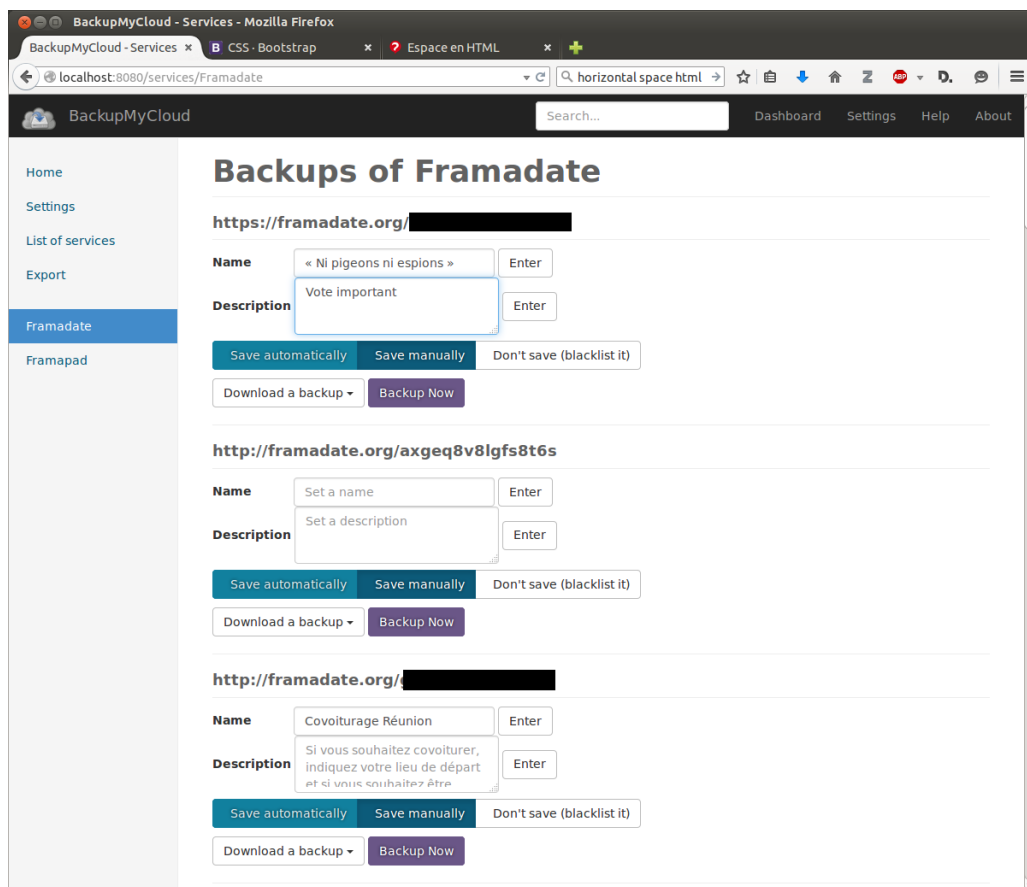 BackupMyCloud - Services - Mozilla Firefox
BackupMyCloud - Services × B CSS · Bootstrap × ? Espace en HTML ×
localhost:8080/services/Framadate horizontal space html Z ABP D.
BackupMyCloud Search... Dashboard Settings Help About
Home
Settings
List of services
Export
Framadate
Framapad
Backups of Framadate
https://framadate.org/
Name « Ni pigeons ni espions » Enter
Description Vote important Enter
Save automatically Save manually Don't save (blacklist it)
Download a backup Backup Now
http://framadate.org/axgeq8v8lgfs8t6s
Name Set a name Enter
Description Set a description Enter
Save automatically Save manually Don't save (blacklist it)
Download a backup Backup Now
http://framadate.org/
Name Covoiturage Réunion Enter
Description Si vous souhaitez covoiturer,
indiquez votre lieu de départ Enter
et si vous souhaitez être
Save automatically Save manually Don't save (blacklist it)
Download a backup Backup Now